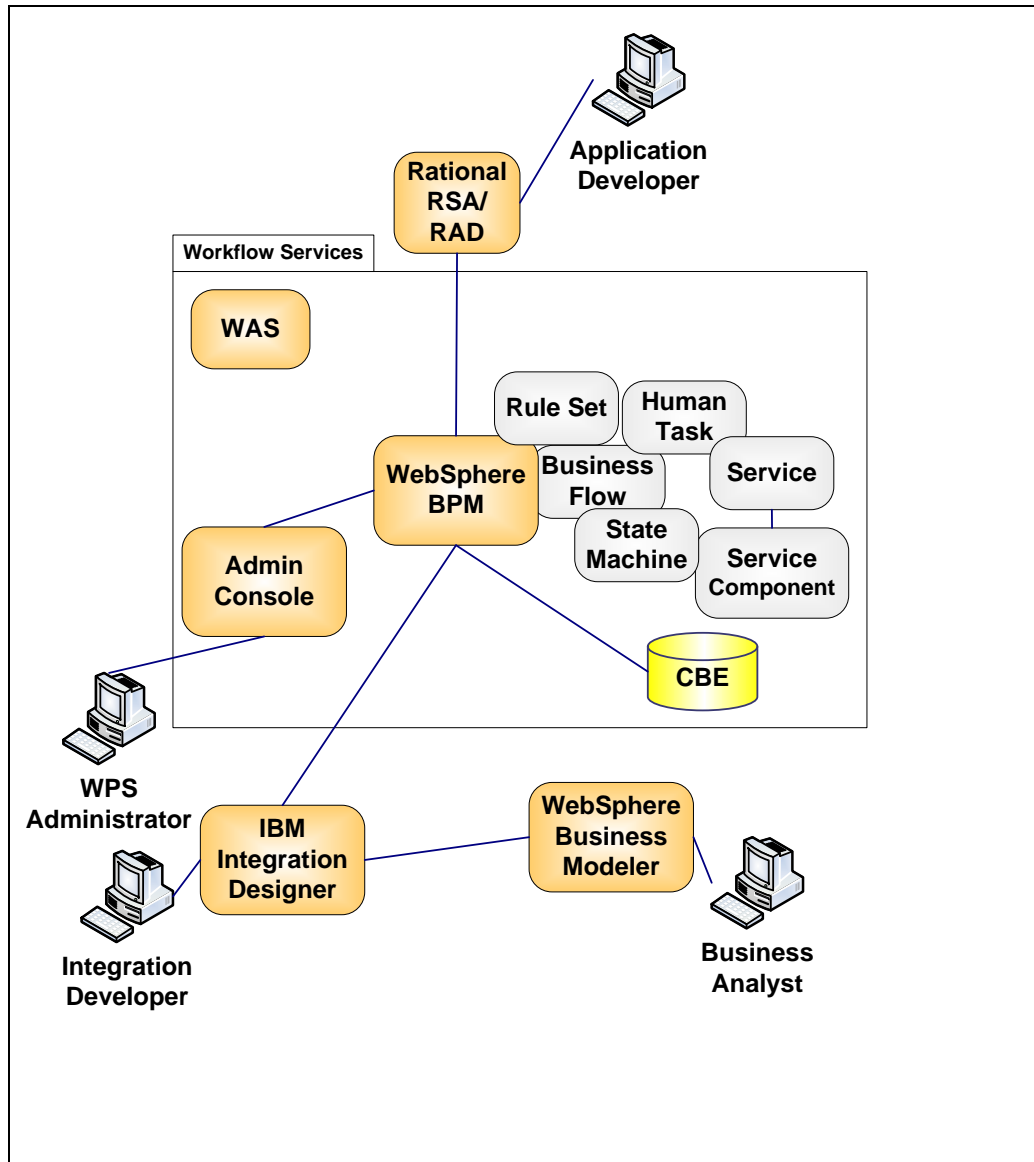 Application
Developer
Rational
RSA/
RAD
Workflow Services
WAS
Rule Set
Human
Task
WebSphere
BPM
Business
Flow
Service
State
Machine
Service
Component
Admin
Console
CBE
WPS
Administrator
IBM
Integration
Designer
WebSphere
Business
Modeler
Integration
Developer
Business
Analyst